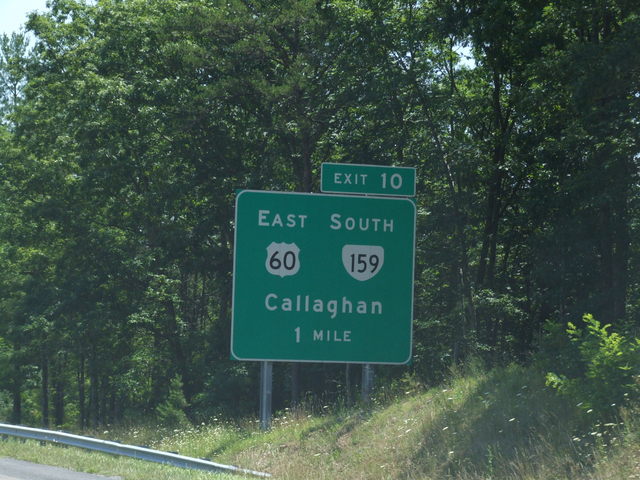 EXIT 10
EAST SOUTH
60 159
Callaghan
1 MILE